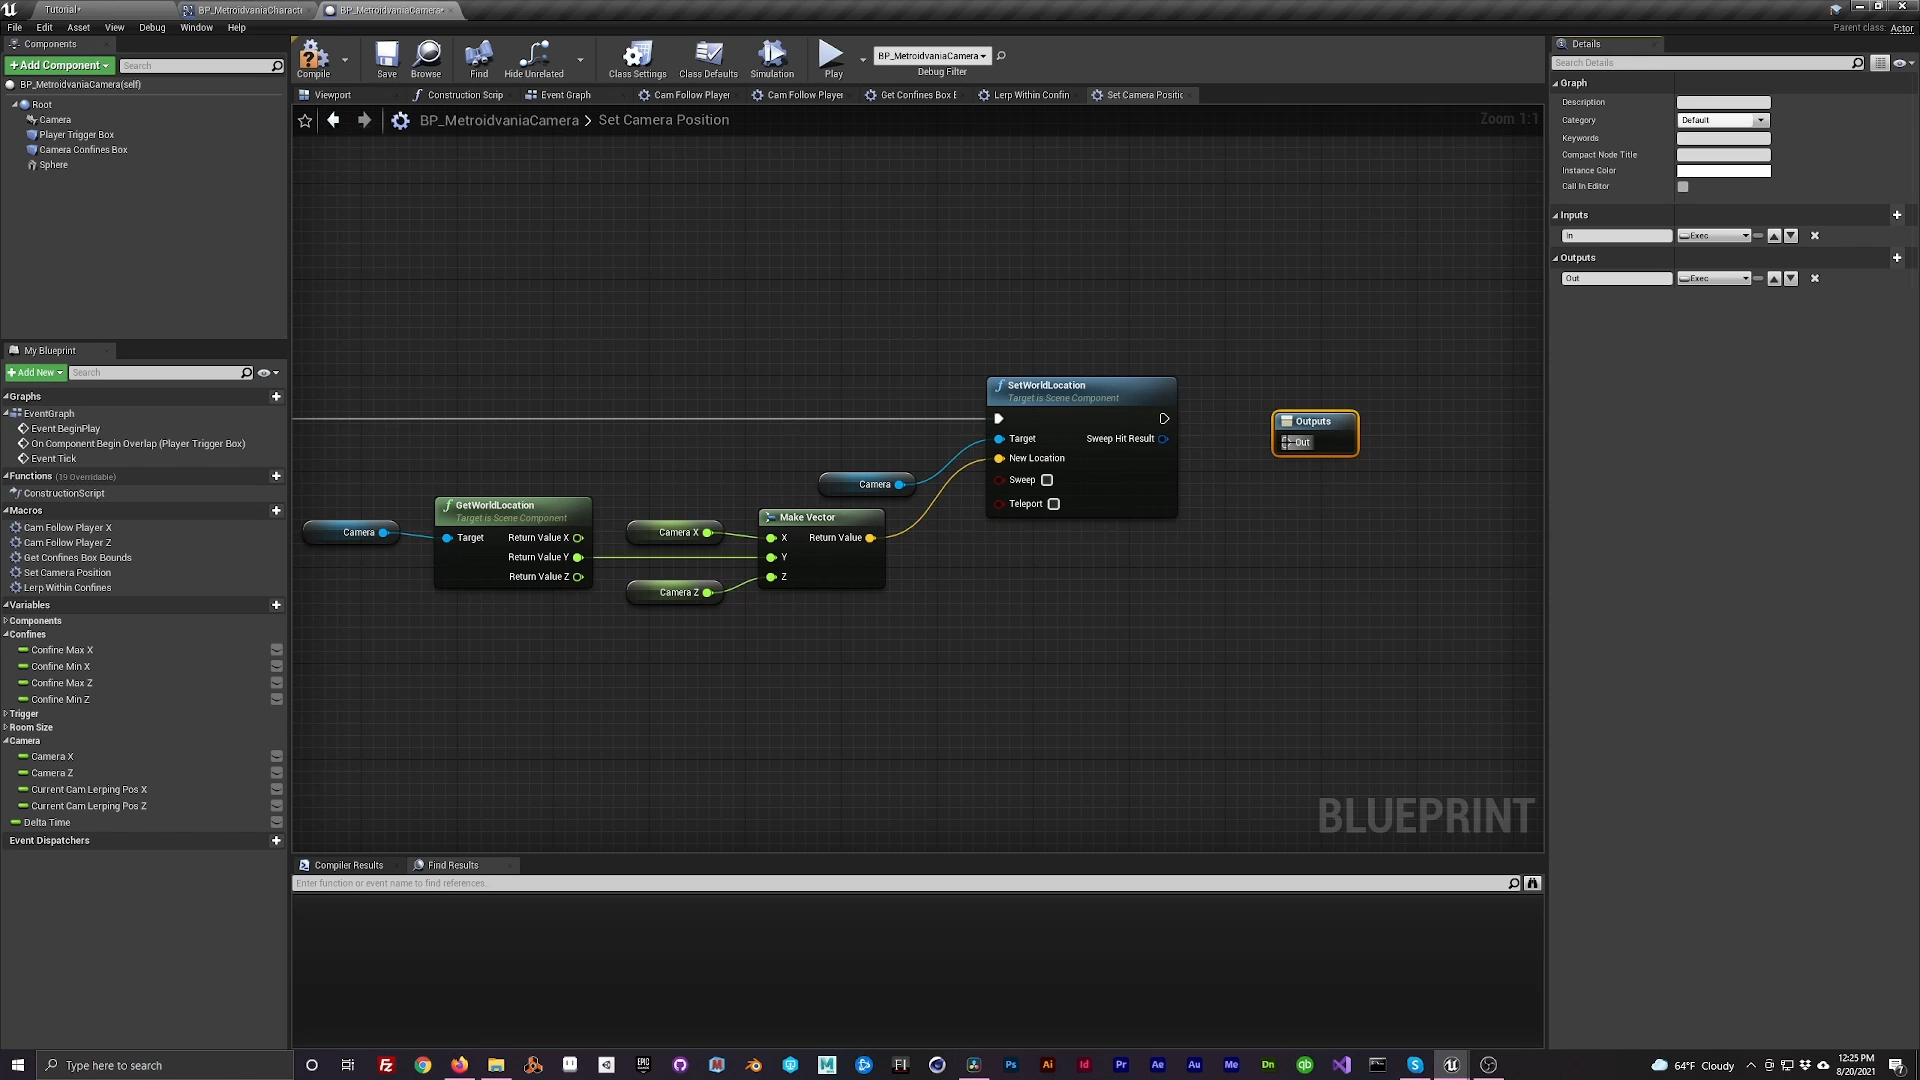 Tutorial*
BP_MetroidvaniaCharacte
BP_MetroidvaniaCamera*
File Edit Asset View Debug Window Help
Parent class: Actor
Components
+Add Component
Search
BP_MetroidvaniaCamera(self)
Root
Camera
Player Trigger Box
Camera Confines Box
Sphere
Compile
Save
Browse
Find
Hide Unrelated
Class Settings
Class Defaults
Simulation
Play
BP_MetroidvaniaCamera
Debug Filter
Viewport
Construction Scrip
Event Graph
Cam Follow Player
Cam Follow Player
Get Confines Box E
Lerp Within Confin
Set Camera Positic
BP_MetroidvaniaCamera > Set Camera Position
Zoom 1:1
SetWorldLocation
Target is Scene Component
Target
Sweep Hit Result
New Location
Sweep
Teleport
Outputs
Out
Camera
GetWorldLocation
Target is Scene Component
Target
Return Value X
Return Value Y
Return Value Z
Camera
Camera X
Camera Z
Make Vector
X
Return Value
Y
Z
BLUEPRINT
My Blueprint
+Add New
Search
Graphs
EventGraph
Event BeginPlay
On Component Begin Overlap (Player Trigger Box)
Event Tick
Functions (19 Overridable)
ConstructionScript
Macros
Cam Follow Player X
Cam Follow Player Z
Get Confines Box Bounds
Set Camera Position
Lerp Within Confines
Variables
Components
Confines
Confine Max X
Confine Min X
Confine Max Z
Confine Min Z
Trigger
Room Size
Camera
Camera X
Camera Z
Current Cam Lerping Pos X
Current Cam Lerping Pos Z
Delta Time
Event Dispatchers
Compiler Results
Find Results
Enter function or event name to find references...
Details
Search Details
Graph
Description
Category
Default
Keywords
Compact Node Title
Instance Color
Call In Editor
Inputs
In
Exec
Outputs
Out
Exec
Type here to search
64°F Cloudy
12:25 PM
8/20/2021